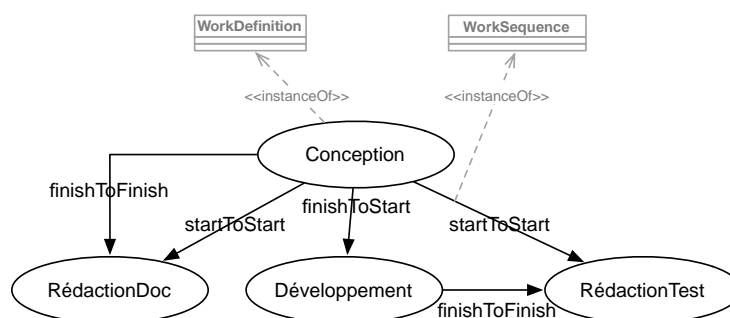 WorkDefinition
WorkSequence
<<instanceOf>>
<<instanceOf>>
Conception
finishToFinish
startToStart
finishToStart
startToStart
RédactionDoc
Développement
RédactionTest
finishToFinish